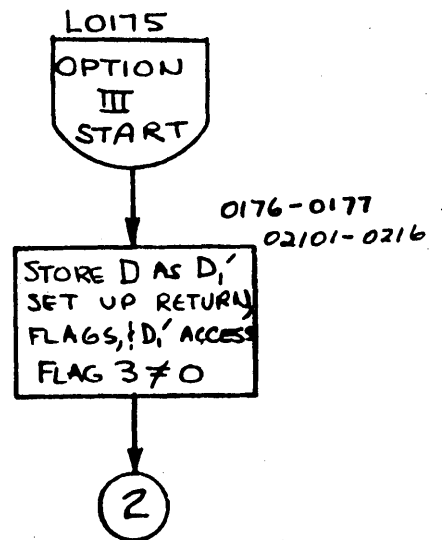 L0175
OPTION
III
START
0176-0177
02101-0216
STORE D AS D₁′
SET UP RETURN,
FLAGS, & D₁′ ACCESS
FLAG 3 ≠ 0
2